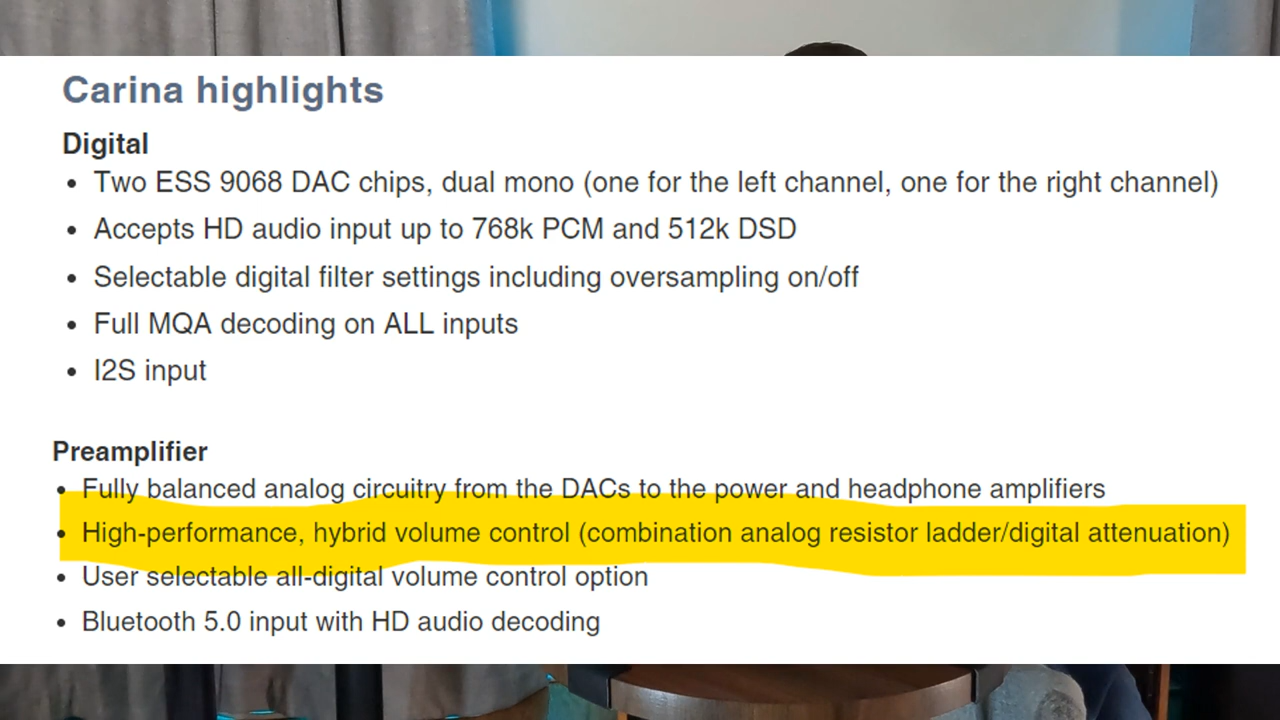 Carina highlights
Digital
• Two ESS 9068 DAC chips, dual mono (one for the left channel, one for the right channel)
• Accepts HD audio input up to 768k PCM and 512k DSD
• Selectable digital filter settings including oversampling on/off
• Full MQA decoding on ALL inputs
• I2S input
Preamplifier
• Fully balanced analog circuitry from the DACs to the power and headphone amplifiers
• High-performance, hybrid volume control (combination analog resistor ladder/digital attenuation)
• User selectable all-digital volume control option
• Bluetooth 5.0 input with HD audio decoding